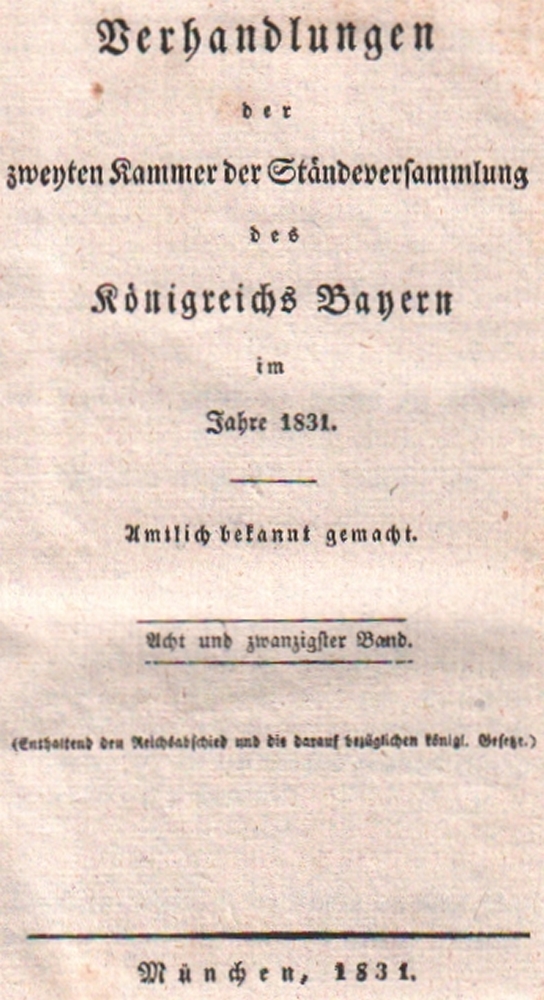 Verhandlungen
der
zweyten Kammer der Ständeversammlung
des
Königreichs Bayern
im
Jahre 1831.
Amtlich bekannt gemacht.
Acht und zwanzigster Band.
(Enthaltend den Reichsabschied und die darauf bezüglichen königl. Gesetze.)
München, 1831.